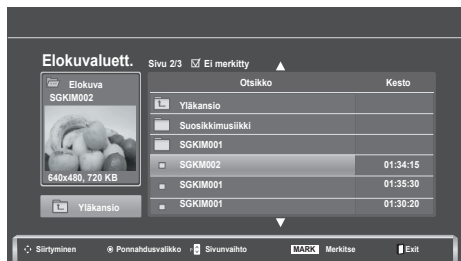 Elokuvaluett.
Sivu 2/3 ☑ Ei merkitty
Elokuva
SGKIM002
640x480, 720 KB
Yläkansio
Otsikko Kesto
Yläkansio
Suosikkimusiikki
SGKIM001
SGKM002 01:34:15
SGKIM001 01:35:30
SGKIM001 01:30:20
Siirtyminen Ponnahdusvalikko P Sivunvaihto MARK Merkitse Exit